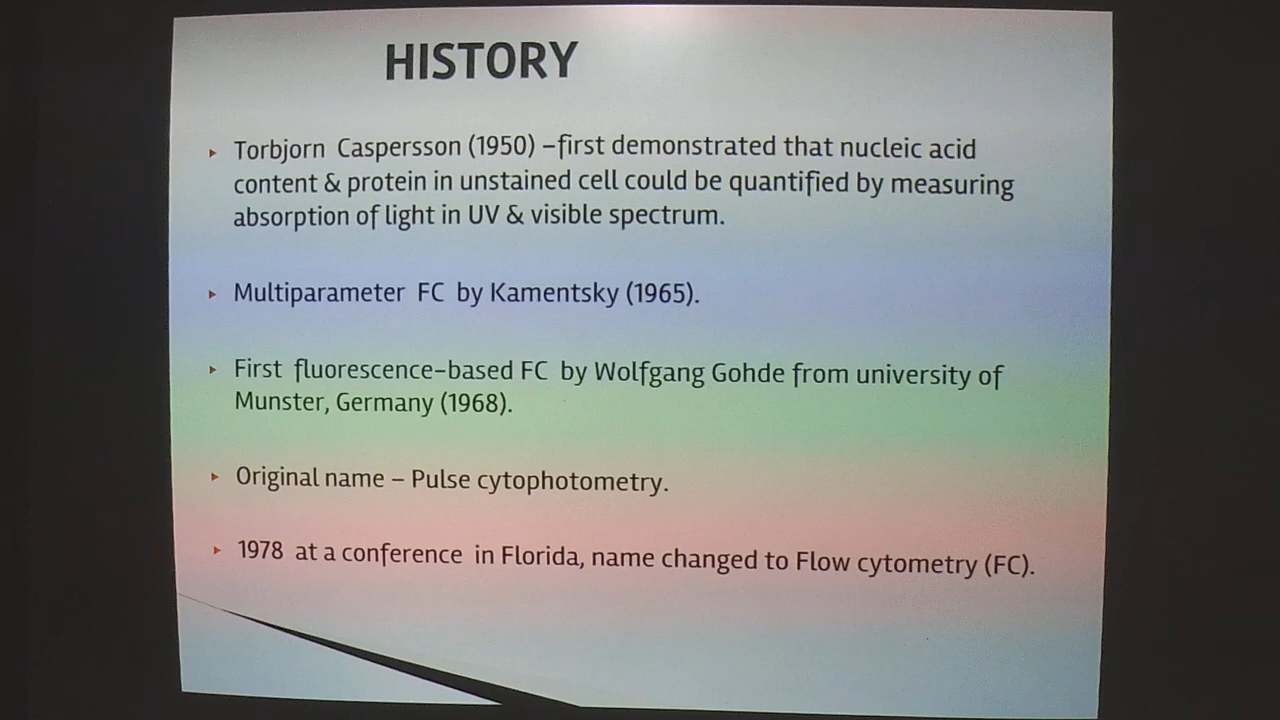 HISTORY
Torbjorn Caspersson (1950) –first demonstrated that nucleic acid
content & protein in unstained cell could be quantified by measuring
absorption of light in UV & visible spectrum.
Multiparameter FC by Kamentsky (1965).
First fluorescence-based FC by Wolfgang Gohde from university of
Munster, Germany (1968).
Original name – Pulse cytophotometry.
1978 at a conference in Florida, name changed to Flow cytometry (FC).